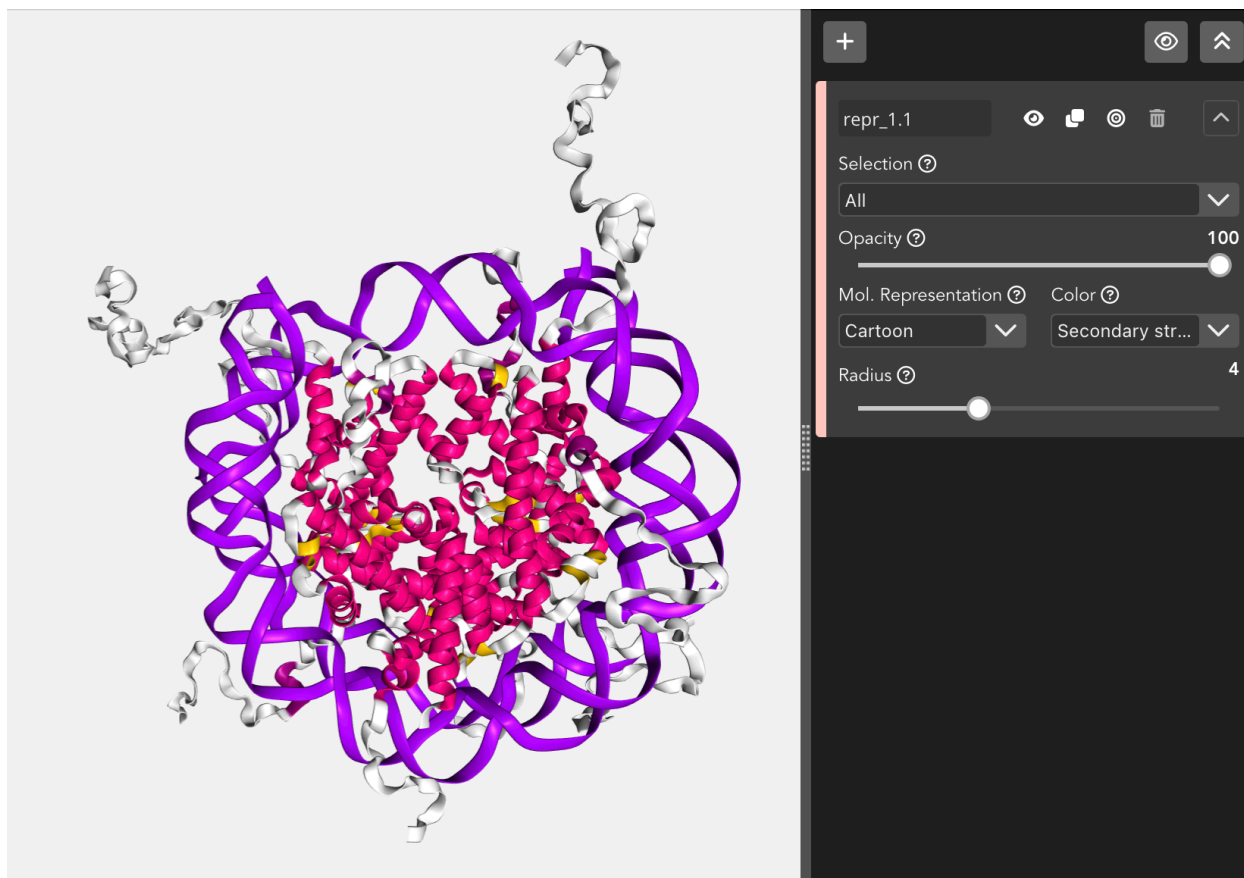 repr_1.1
Selection
All
Opacity 100
Mol. Representation Color
Cartoon Secondary str...
Radius 4